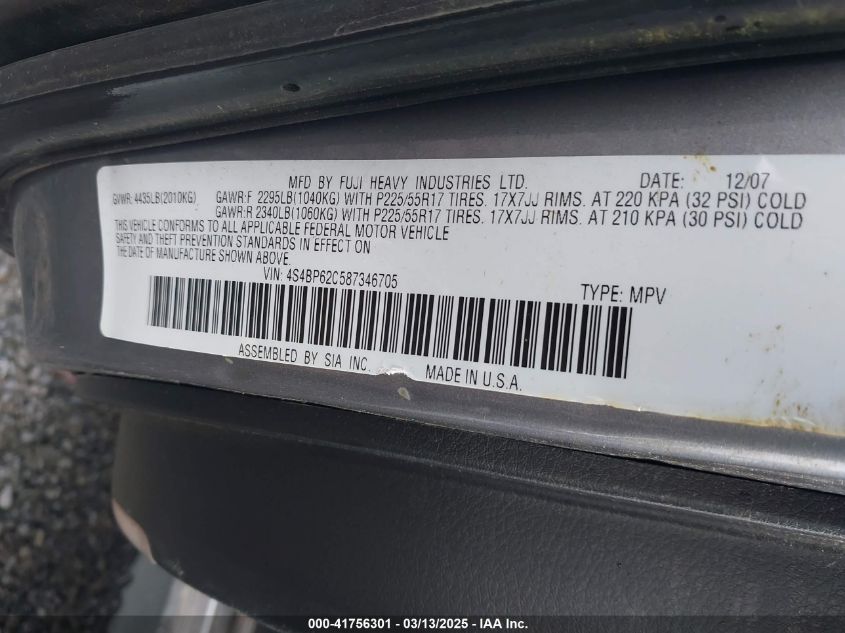 MFD BY FUJI HEAVY INDUSTRIES LTD. DATE: 12/07
GVWR: 4435LB(2010KG) GAWR:F 2295LB(1040KG) WITH P225/55R17 TIRES. 17X7JJ RIMS. AT 220 KPA (32 PSI) COLD
GAWR:R 2340LB(1060KG) WITH P225/55R17 TIRES. 17X7JJ RIMS. AT 210 KPA (30 PSI) COLD
THIS VEHICLE CONFORMS TO ALL APPLICABLE FEDERAL MOTOR VEHICLE
SAFETY AND THEFT PREVENTION STANDARDS IN EFFECT ON
THE DATE OF MANUFACTURE SHOWN ABOVE.
VIN: 4S4BP62C587346705 TYPE: MPV
ASSEMBLED BY SIA INC. MADE IN U.S.A.
000-41756301 - 03/13/2025 - IAA Inc.